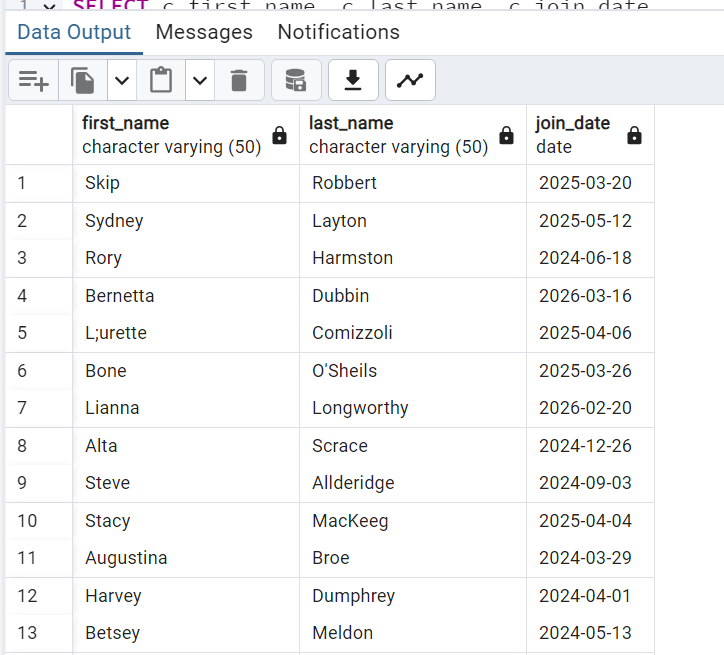 1 SELECT c.first_name, c.last_name, c.join_date
Data Output Messages Notifications
first_name last_name join_date
character varying (50) character varying (50) date
1 Skip Robbert 2025-03-20
2 Sydney Layton 2025-05-12
3 Rory Harmston 2024-06-18
4 Bernetta Dubbin 2026-03-16
5 L;urette Comizzoli 2025-04-06
6 Bone O'Sheils 2025-03-26
7 Lianna Longworthy 2026-02-20
8 Alta Scrace 2024-12-26
9 Steve Allderidge 2024-09-03
10 Stacy MacKeeg 2025-04-04
11 Augustina Broe 2024-03-29
12 Harvey Dumphrey 2024-04-01
13 Betsey Meldon 2024-05-13